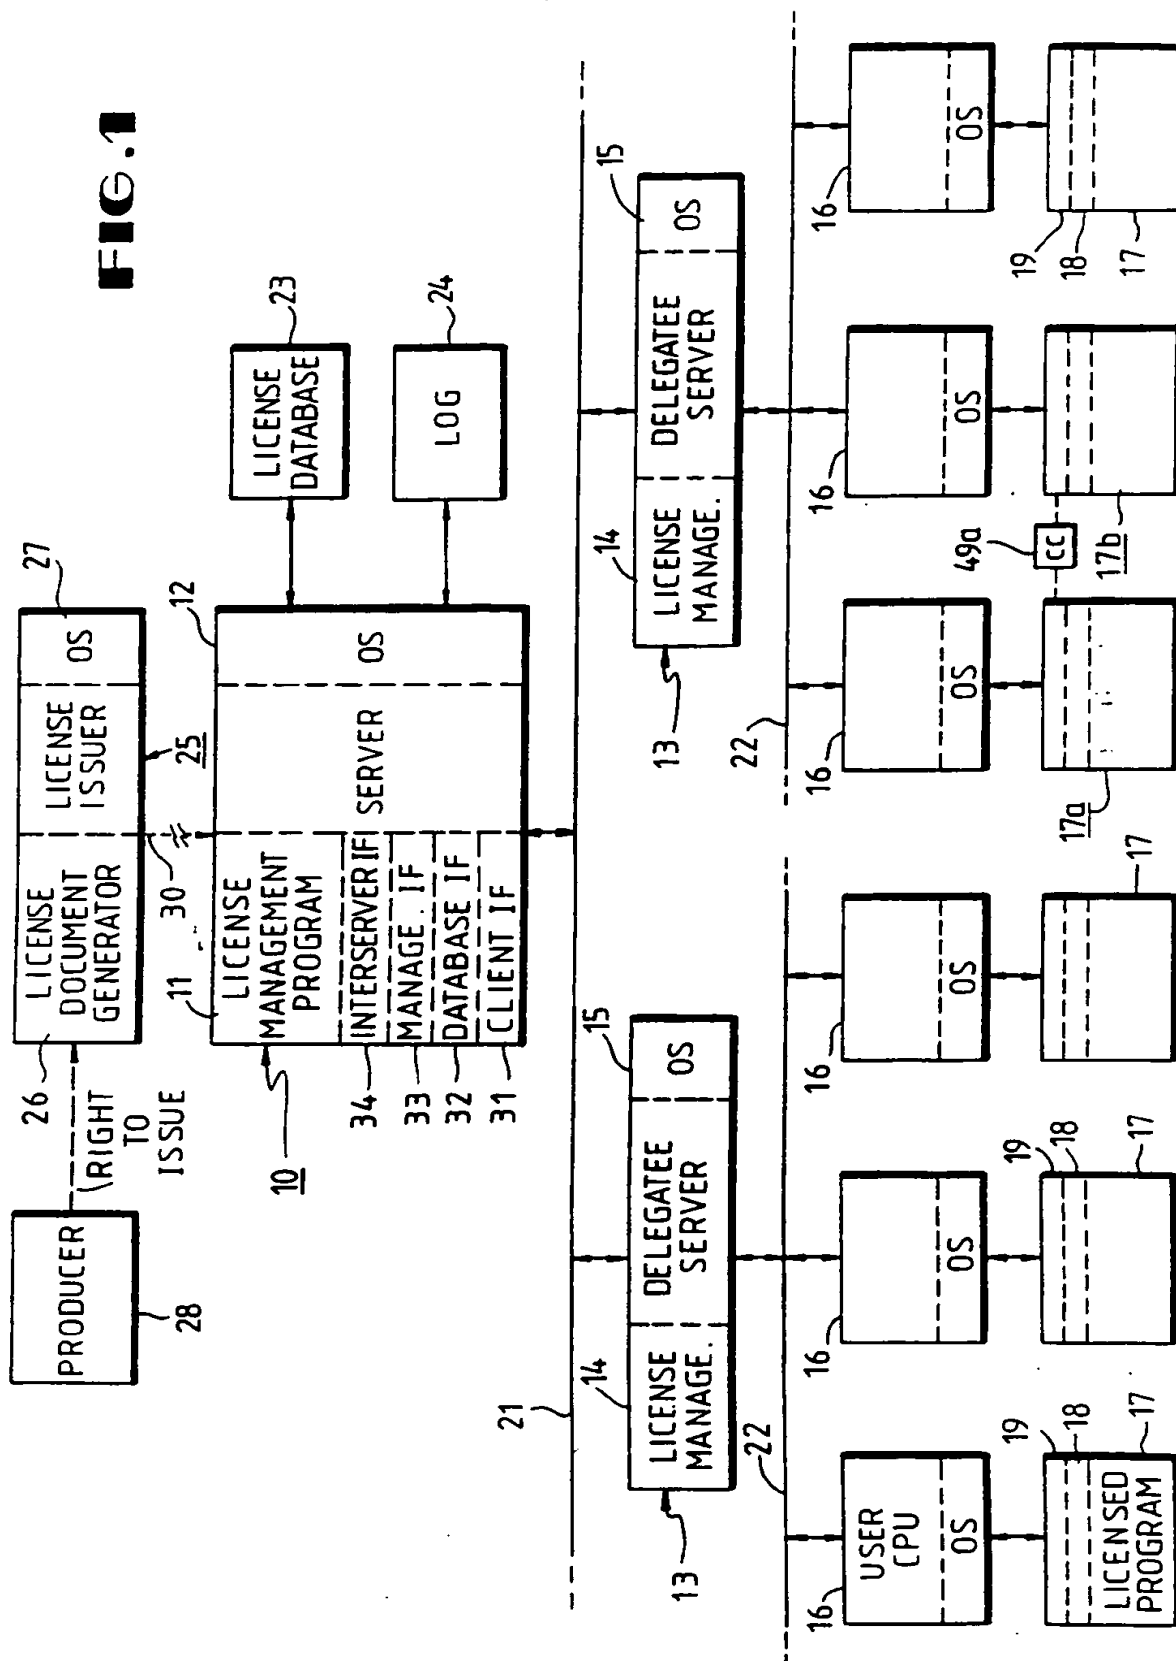 FIG.1
PRODUCER
28
(RIGHT
TO
ISSUE
26
LICENSE
DOCUMENT
GENERATOR
LICENSE
ISSUER
OS
27
25
30
10
11
LICENSE
MANAGEMENT
PROGRAM
INTERSERVER IF
MANAGE. IF
DATABASE IF
CLIENT IF
34
33
32
31
SERVER
OS
12
LICENSE
DATABASE
23
LOG
24
21
13
14
LICENSE
MANAGE.
DELEGATEE
SERVER
OS
15
13
14
LICENSE
MANAGE.
DELEGATEE
SERVER
OS
15
22
22
16
USER
CPU
OS
16
OS
16
OS
16
OS
16
OS
16
OS
19
18
17
LICENSED
PROGRAM
19
18
17
17
17a
49a
CC
17b
19
18
17